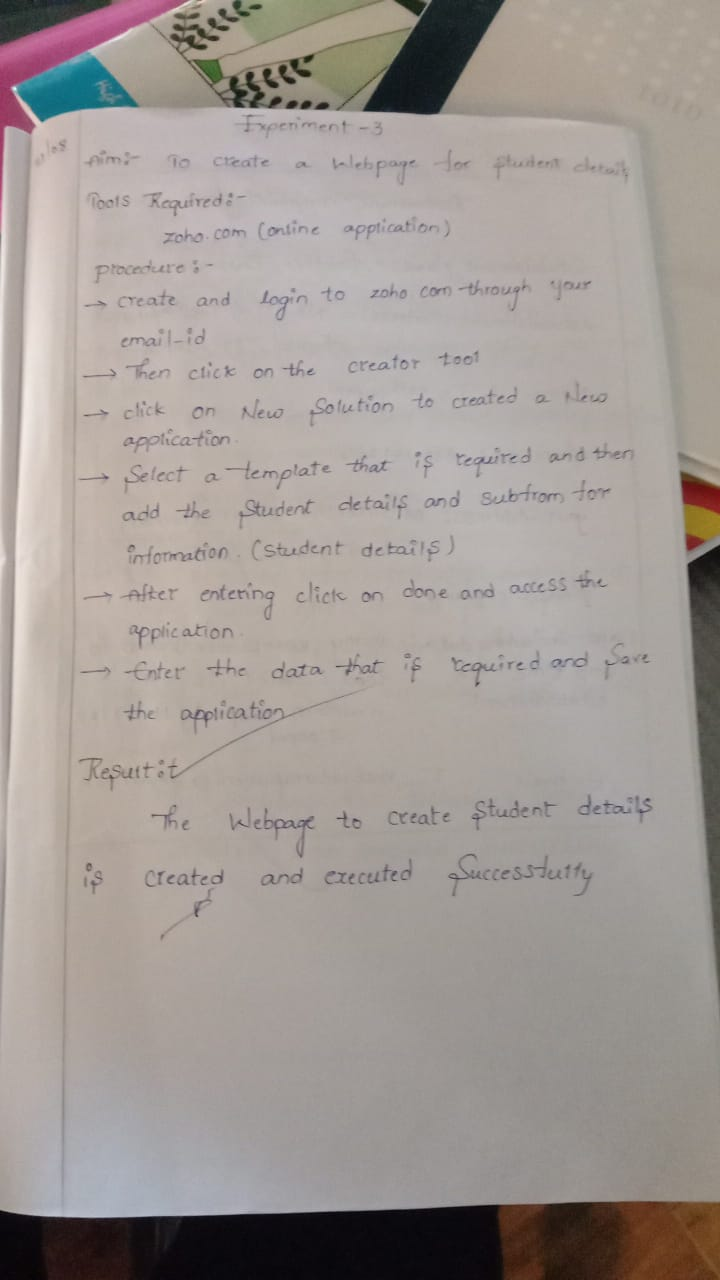 Experiment-3
Aim:- To create a Webpage for student details
Tools Required:-
zoho.com (online application)
procedure:-
→ create and login to zoho com through your
email-id
→ Then click on the creator tool
→ click on New Solution to created a New
application.
→ Select a template that is required and then
add the Student details and Subfrom for
information. (Student details)
→ After entering click on done and access the
application.
→ Enter the data that is required and Save
the application
Result:
The Webpage to create Student details
is created and executed Successfully